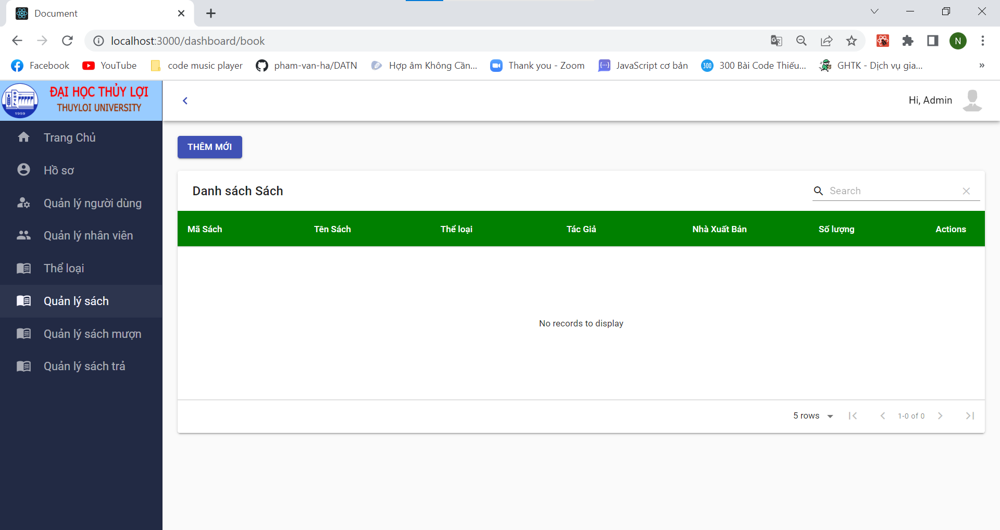 Document
localhost:3000/dashboard/book
N
Facebook
YouTube
code music player
pham-van-ha/DATN
Hợp âm Không Cần...
Thank you - Zoom
JavaScript cơ bản
300
300 Bài Code Thiếu...
GHTK - Dịch vụ gia...
»
ĐẠI HỌC THỦY LỢI
THUYLOI UNIVERSITY
1959
Hi, Admin
Trang Chủ
Hồ sơ
Quản lý người dùng
Quản lý nhân viên
Thể loại
Quản lý sách
Quản lý sách mượn
Quản lý sách trả
THÊM MỚI
Danh sách Sách
Search
Mã Sách Tên Sách Thể loại Tác Giả Nhà Xuất Bản Số lượng Actions
No records to display
5 rows 1-0 of 0